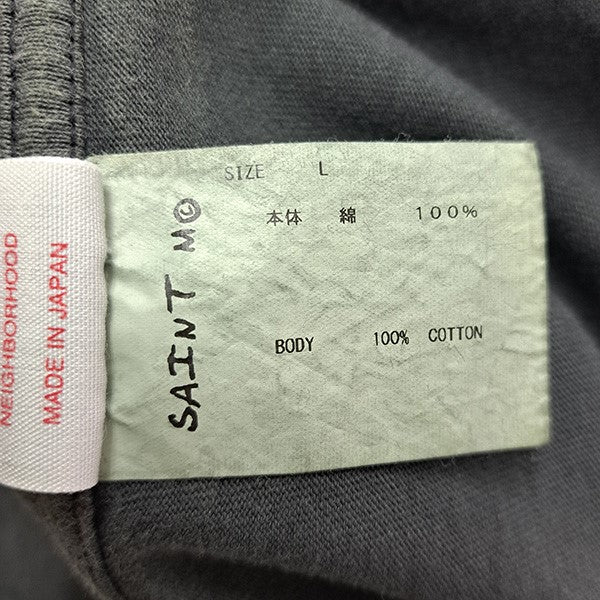 NEIGHBORHOOD
MADE IN JAPAN
SAINT M©
SIZE L
本体 綿 100%
BODY 100% COTTON